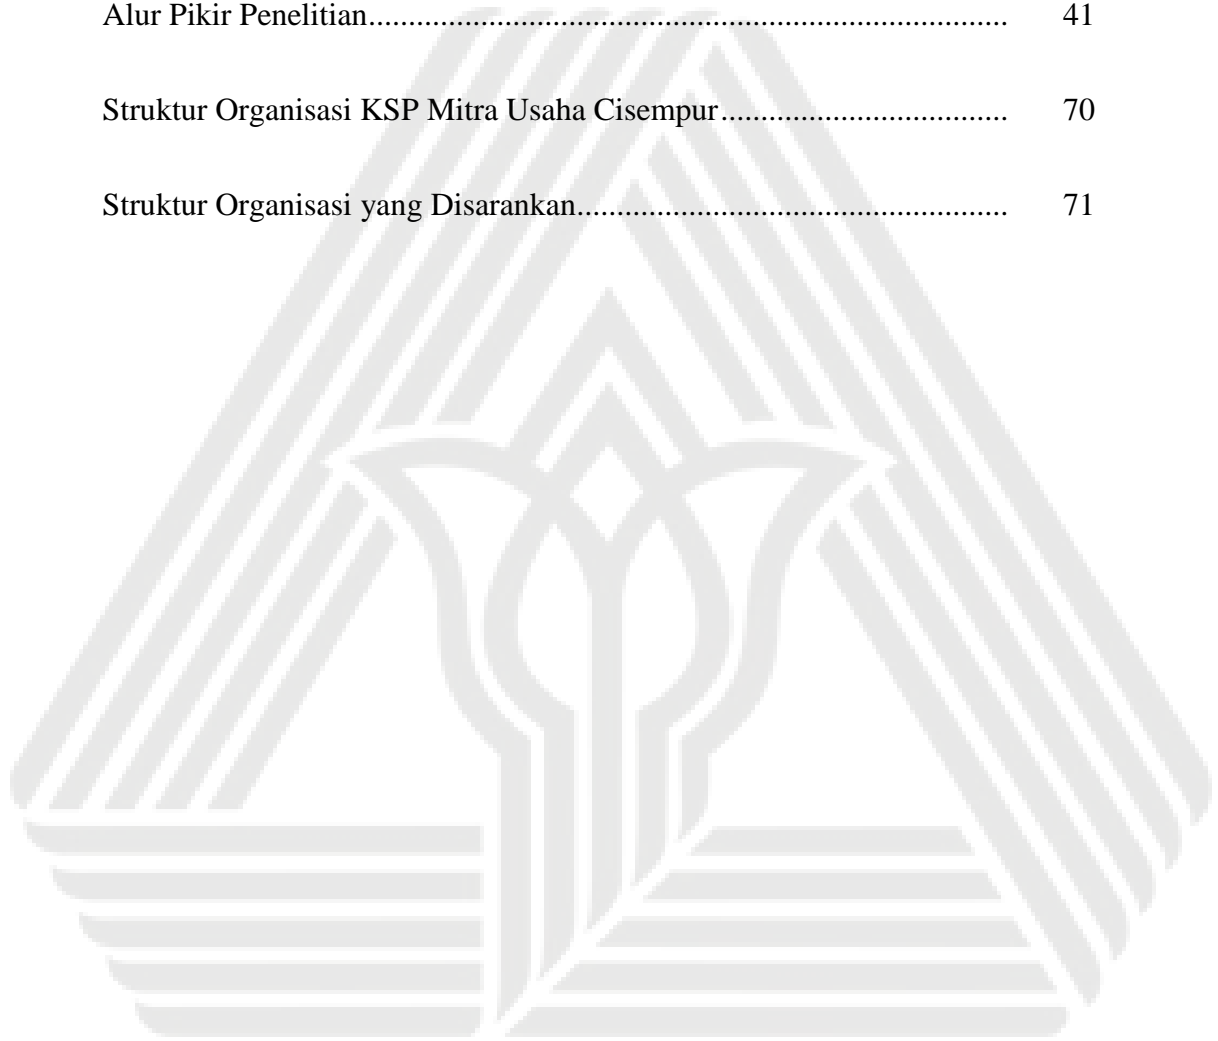 Alur Pikir Penelitian................................................................................ 41
Struktur Organisasi KSP Mitra Usaha Cisempur.................................... 70
Struktur Organisasi yang Disarankan...................................................... 71